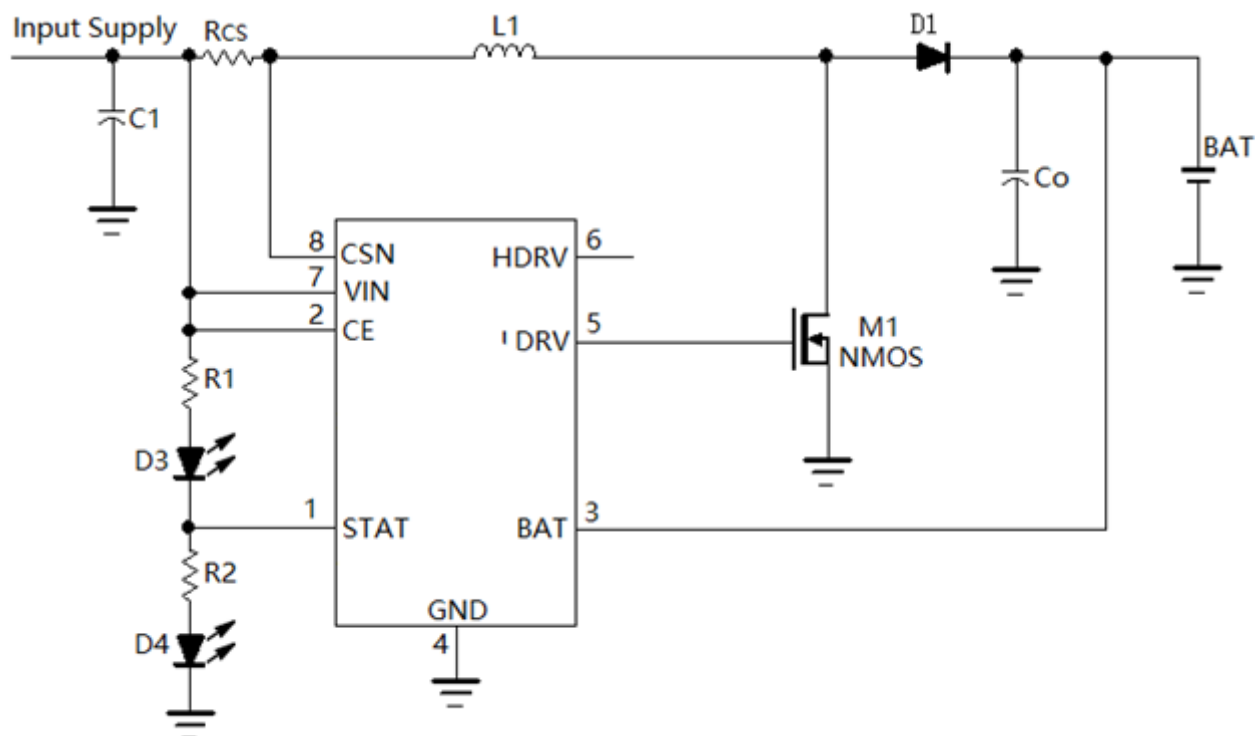 Input Supply
Rcs
L1
D1
C1
Co
BAT
8
CSN
HDRV
6
7
VIN
2
CE
DRV
5
M1
NMOS
R1
D3
1
STAT
BAT
3
R2
GND
D4
4